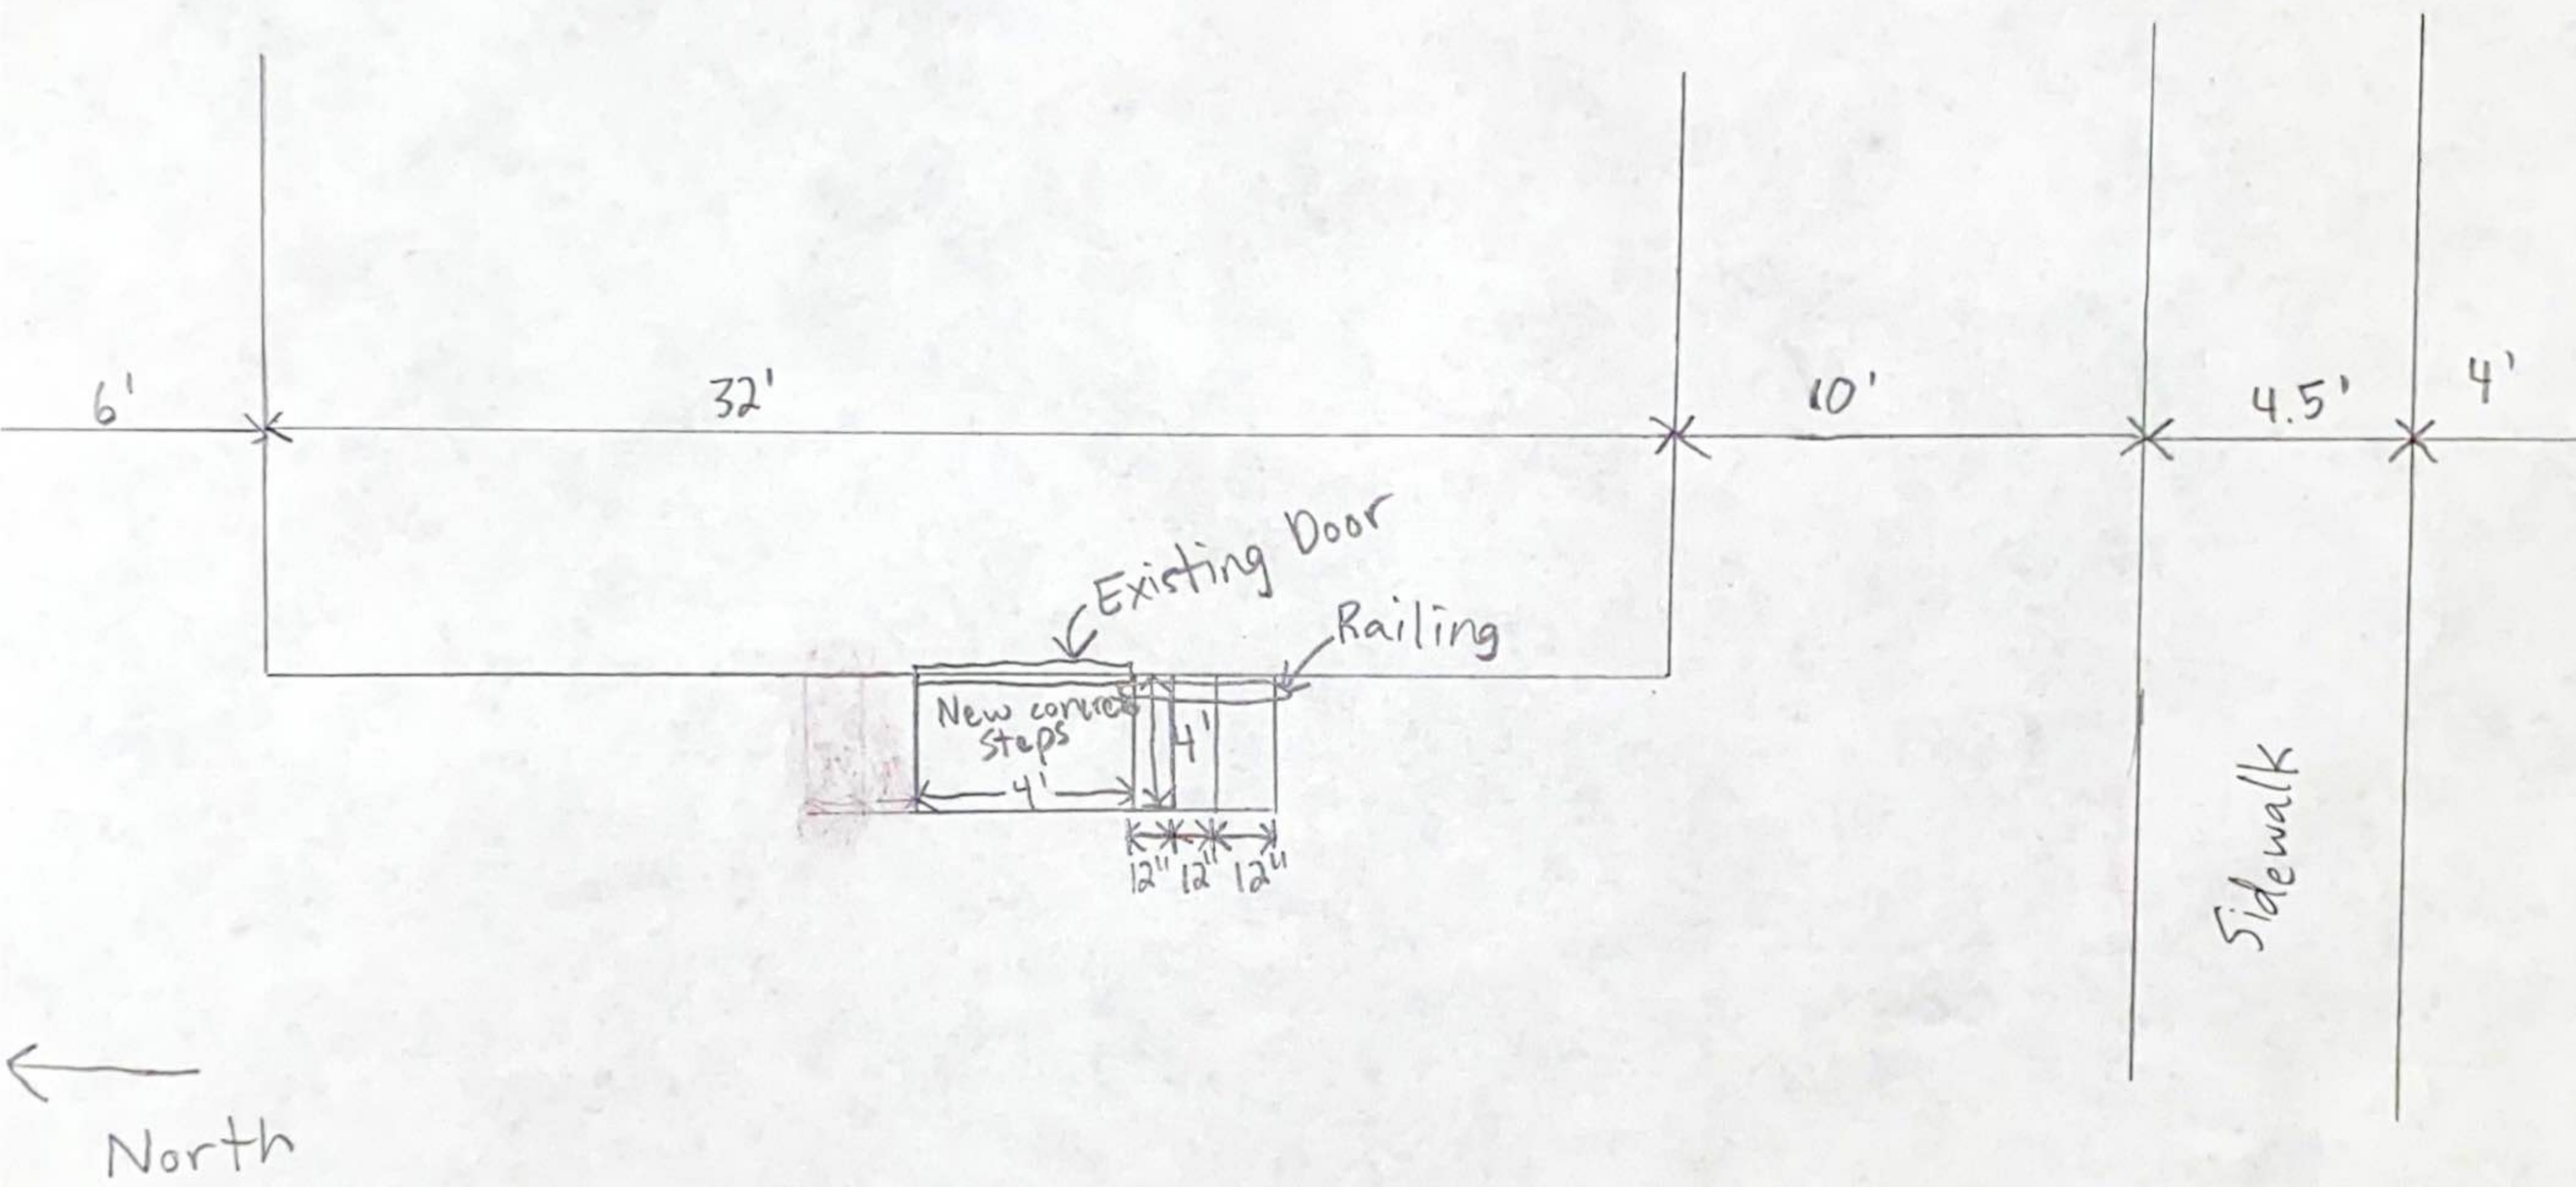 6'
32'
10'
4.5'
4'
Existing Door
Railing
New concrete
steps
4'
4'
12" 12" 12"
Sidewalk
North